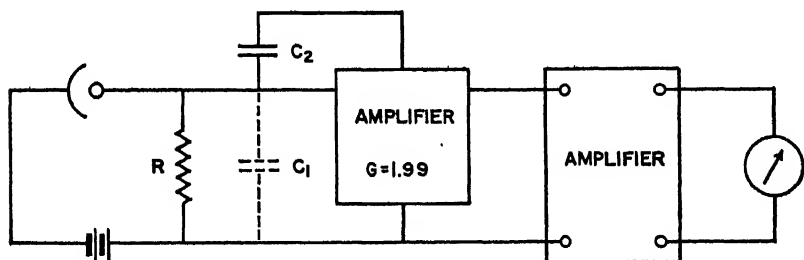 C2
AMPLIFIER
G=1.99
R
C1
AMPLIFIER